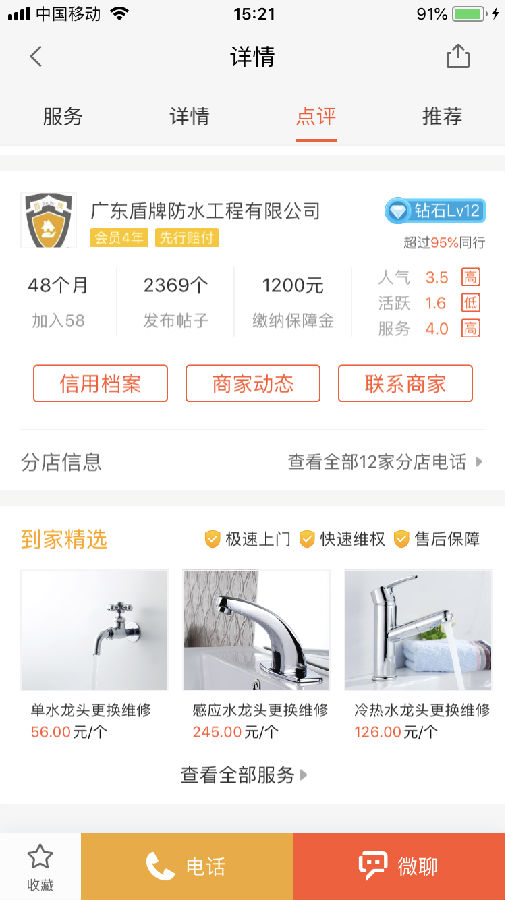 中国移动 15:21 91%
详情
服务 详情 点评 推荐
广东盾牌防水工程有限公司 钻石Lv12
会员4年 先行赔付 超过95%同行
48个月 2369个 1200元
加入58 发布帖子 缴纳保障金
人气 3.5 高
活跃 1.6 低
服务 4.0 高
信用档案 商家动态 联系商家
分店信息 查看全部12家分店电话
到家精选 极速上门 快速维权 售后保障
单水龙头更换维修 感应水龙头更换维修 冷热水龙头更换维修
56.00元/个 245.00元/个 126.00元/个
查看全部服务
收藏 电话 微聊